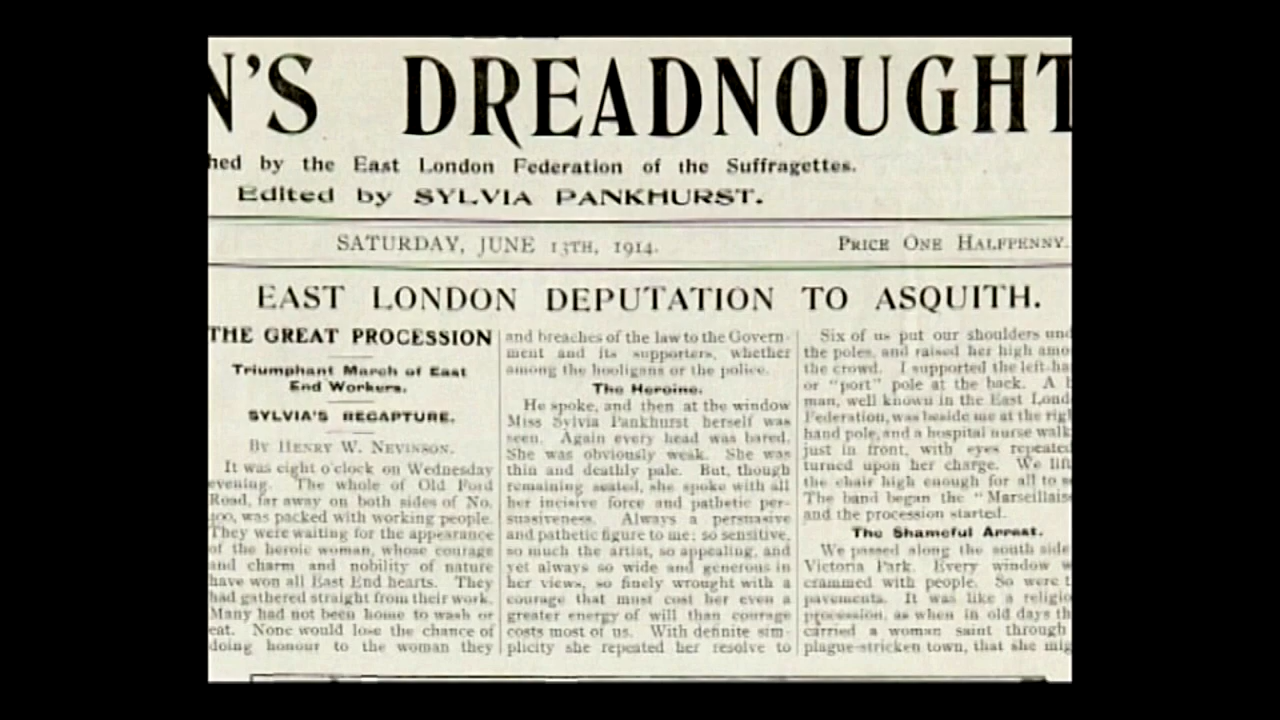 N'S DREADNOUGHT
hed by the East London Federation of the Suffragettes.
Edited by SYLVIA PANKHURST.
SATURDAY, JUNE 13TH, 1914.
PRICE ONE HALFPENNY.
EAST LONDON DEPUTATION TO ASQUITH.
THE GREAT PROCESSION
Triumphant March of East
End Workers.
SYLVIA'S RECAPTURE.
BY HENRY W. NEVINSON.
It was eight o'clock on Wednesday
evening. The whole of Old Ford
Road, far away on both sides of No.
400, was packed with working people.
They were waiting for the appearance
of the heroic woman, whose courage
and charm and nobility of nature
have won all East End hearts. They
had gathered straight from their work.
Many had not been home to wash or
eat. None would lose the chance of
doing honour to the woman they
and breaches of the law to the Govern-
ment and its supporters, whether
among the hooligans or the police.
The Heroine.
He spoke, and then at the window
Miss Sylvia Pankhurst herself was
seen. Again every head was bared.
She was obviously weak. She was
thin and deathly pale. But, though
remaining seated, she spoke with all
her incisive force and pathetic per-
suasiveness. Always a persuasive
and pathetic figure to me; so sensitive,
so much the artist, so appealing, and
yet always so wide and generous in
her views, so finely wrought with a
courage that must cost her even a
greater energy of will than courage
costs most of us. With definite sim-
plicity she repeated her resolve to
Six of us put our shoulders und
the poles, and raised her high amo
the crowd. I supported the left-ha
or "port" pole at the back. A b
man, well known in the East Lond
Federation, was beside me at the rig
hand pole, and a hospital nurse walk
just in front, with eyes repeated
turned upon her charge. We lift
the chair high enough for all to se
The band began the "Marseillaise
and the procession started.
The Shameful Arrest.
We passed along the south side
Victoria Park. Every window w
crammed with people. So were t
pavements. It was like a religio
procession, as when in old days th
carried a woman saint through
plague-stricken town, that she mig